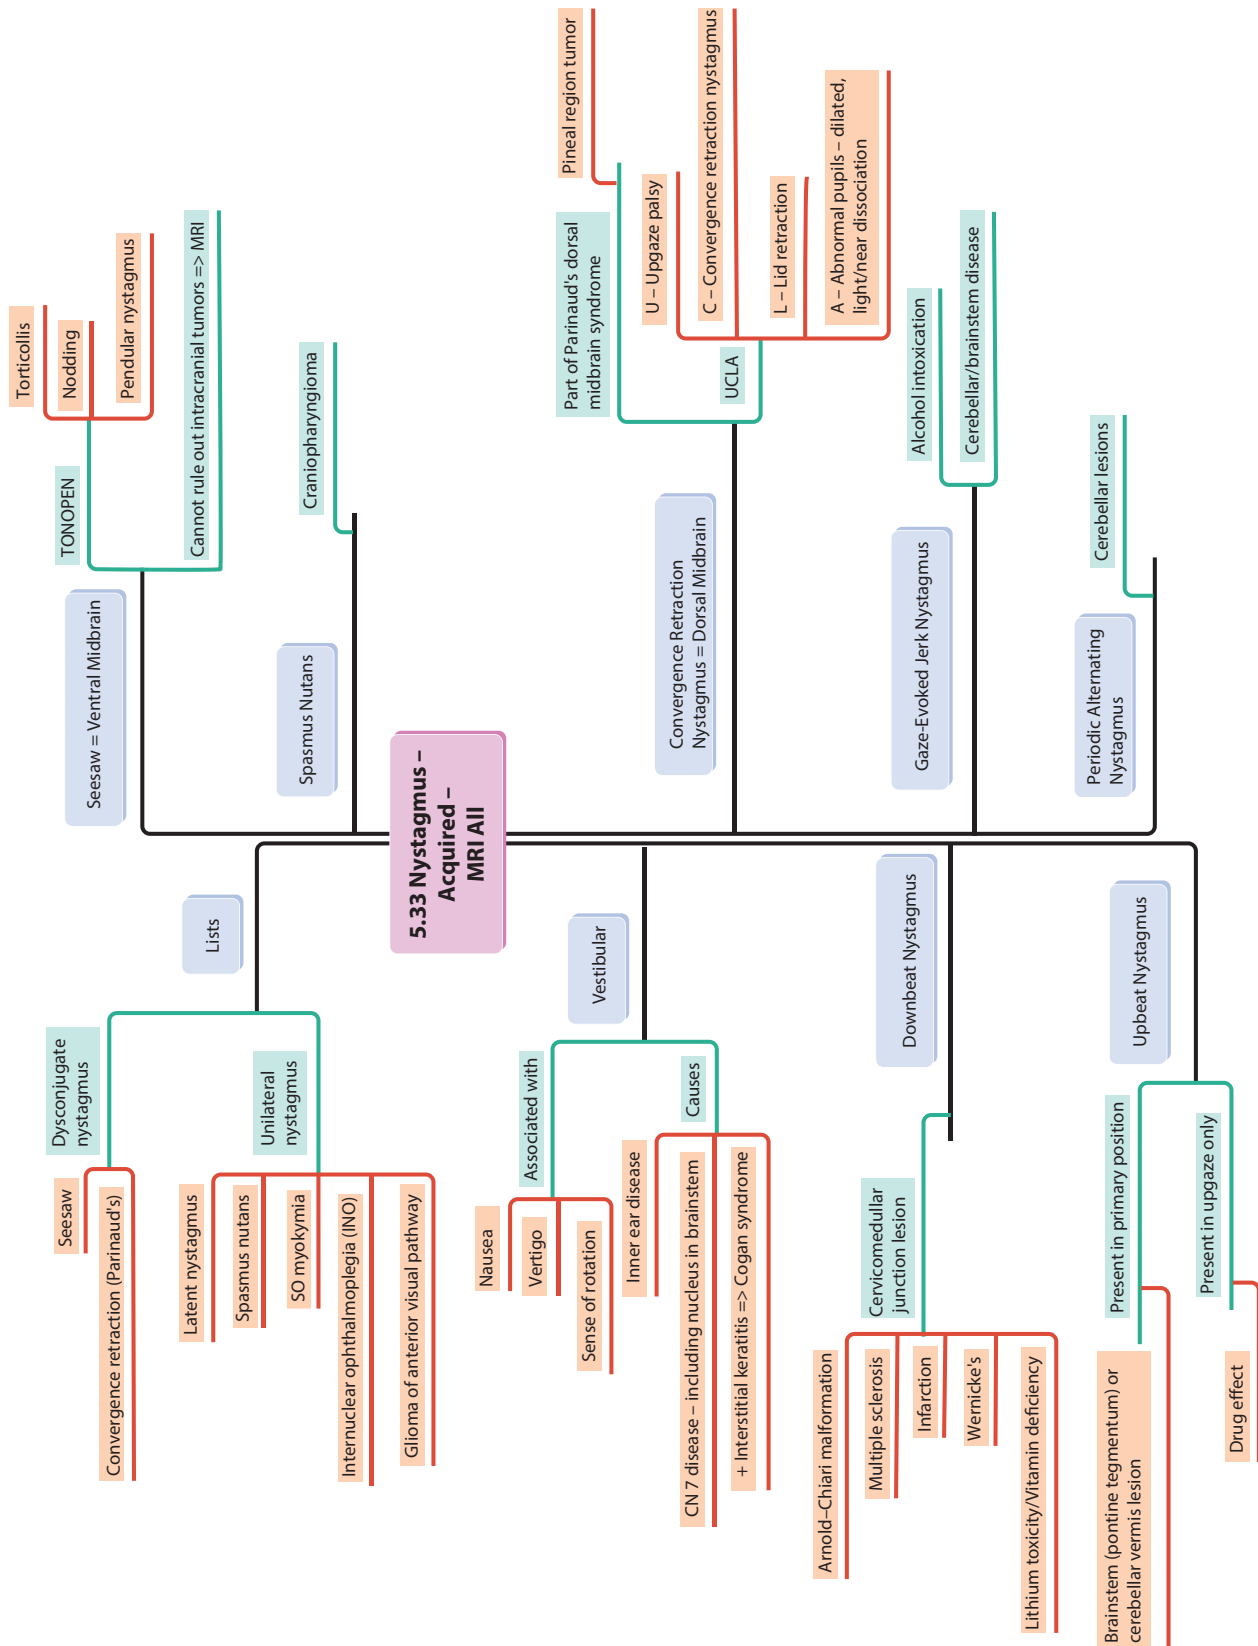 5.33 Nystagmus –
Acquired –
MRI All
Lists
Dysconjugate
nystagmus
Seesaw
Convergence retraction (Parinaud's)
Unilateral
nystagmus
Latent nystagmus
Spasmus nutans
SO myokymia
Internuclear ophthalmoplegia (INO)
Glioma of anterior visual pathway
Vestibular
Associated with
Nausea
Vertigo
Sense of rotation
Causes
Inner ear disease
CN 7 disease – including nucleus in brainstem
+ Interstitial keratitis => Cogan syndrome
Downbeat Nystagmus
Cervicomedullary
junction lesion
Arnold–Chiari malformation
Multiple sclerosis
Infarction
Wernicke's
Lithium toxicity/Vitamin deficiency
Upbeat Nystagmus
Present in primary position
Brainstem (pontine tegmentum) or
cerebellar vermis lesion
Present in upgaze only
Drug effect
Seesaw = Ventral Midbrain
TONOPEN
Torticollis
Nodding
Pendular nystagmus
Cannot rule out intracranial tumors => MRI
Spasmus Nutans
Craniopharyngioma
Convergence Retraction
Nystagmus = Dorsal Midbrain
Part of Parinaud's dorsal
midbrain syndrome
Pineal region tumor
UCLA
U – Upgaze palsy
C – Convergence retraction nystagmus
L – Lid retraction
A – Abnormal pupils – dilated,
light/near dissociation
Gaze-Evoked Jerk Nystagmus
Alcohol intoxication
Cerebellar/brainstem disease
Periodic Alternating
Nystagmus
Cerebellar lesions